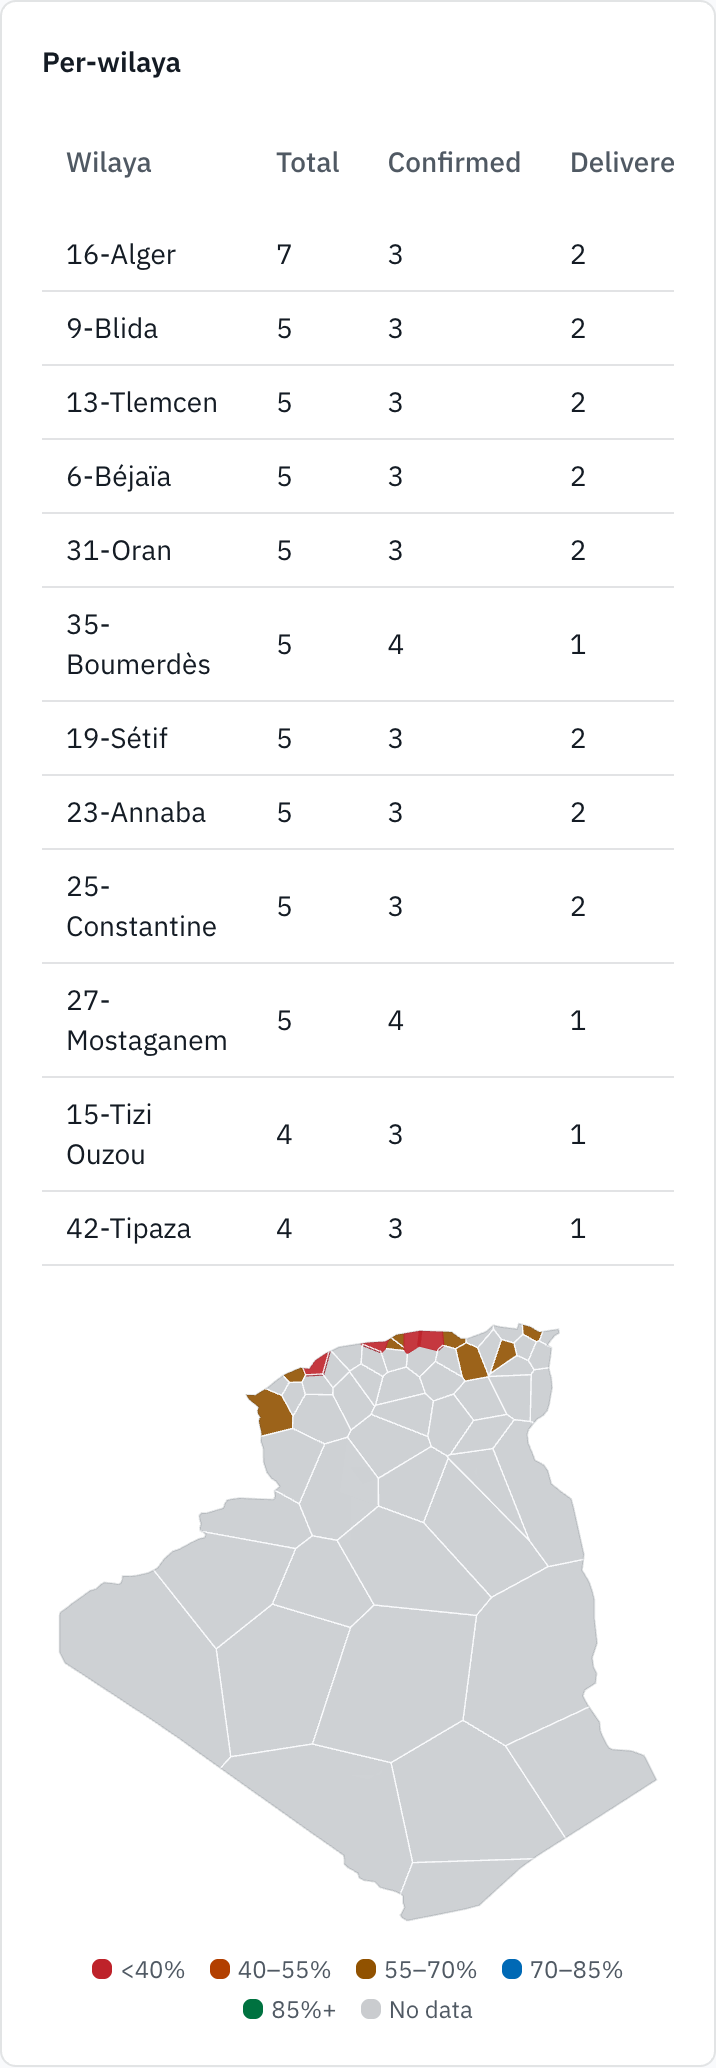 Per-wilaya
Wilaya Total Confirmed Delivere
16-Alger 7 3 2
9-Blida 5 3 2
13-Tlemcen 5 3 2
6-Béjaïa 5 3 2
31-Oran 5 3 2
35-
Boumerdès 5 4 1
19-Sétif 5 3 2
23-Annaba 5 3 2
25-
Constantine 5 3 2
27-
Mostaganem 5 4 1
15-Tizi
Ouzou 4 3 1
42-Tipaza 4 3 1
<40% 40–55% 55–70% 70–85%
85%+ No data